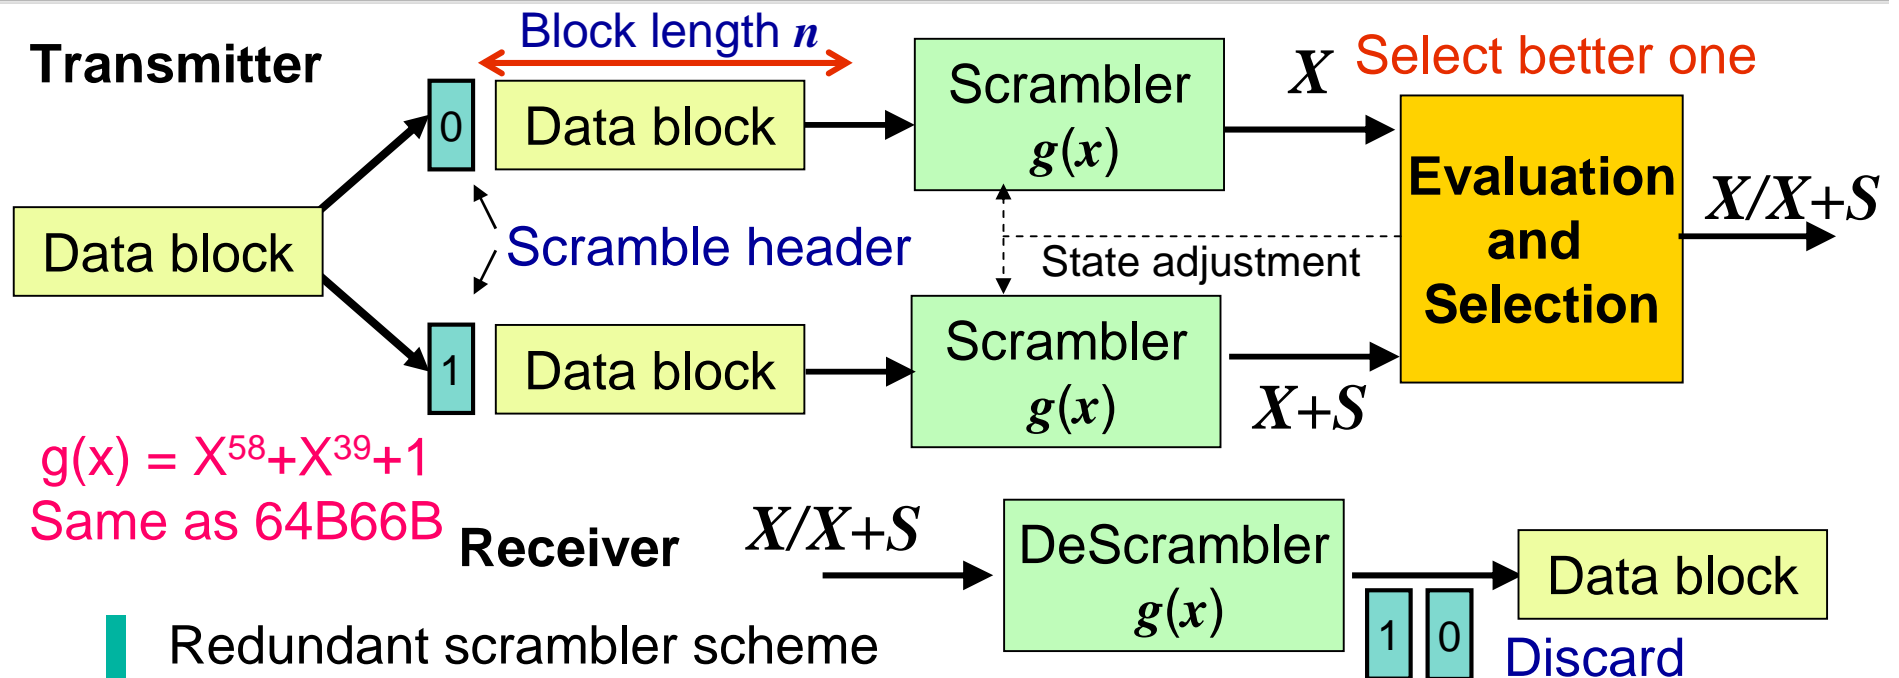 Transmitter
Block length n
0
Data block
Scrambler
g(x)
X
Select better one
Data block
Scramble header
State adjustment
Evaluation
and
Selection
X/X+S
1
Data block
Scrambler
g(x)
X+S
g(x) = X⁵⁸+X³⁹+1
Same as 64B66B
Receiver
X/X+S
DeScrambler
g(x)
1 0
Data block
Discard
Redundant scrambler scheme